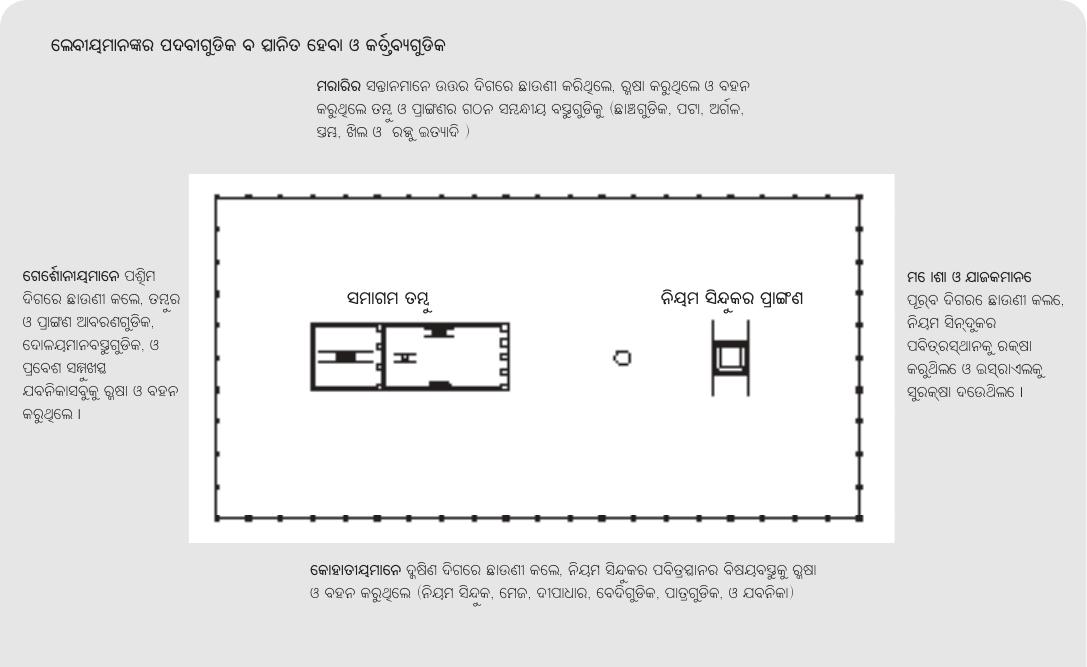 ଲେବୀୟମାନଙ୍କର ପଦବୀଗୁଡିକ ବ ସ୍ଥାନିତ ହେବା ଓ କର୍ତ୍ତବ୍ୟଗୁଡିକ
ମରାରିର ସନ୍ତାନମାନେ ଉତ୍ତର ଦିଗରେ ଛାଉଣୀ କରିଥିଲେ, ରକ୍ଷା କରୁଥିଲେ ଓ ବହନ
କରୁଥିଲେ ତମ୍ବୁ ଓ ପ୍ରାଙ୍ଗଣର ଗଠନ ସମ୍ବନ୍ଧୀୟ ବସ୍ତୁଗୁଡିକୁ (ଛାଞ୍ଚଗୁଡିକ, ପଟା, ଅର୍ଗଳ,
ସ୍ତମ୍ଭ, ଖିଲ ଓ ରଜ୍ଜୁ ଇତ୍ୟାଦି )
ଗେର୍ଶୋନୀୟମାନେ ପଶ୍ଚିମ
ଦିଗରେ ଛାଉଣୀ କଲେ, ତମ୍ବୁର
ଓ ପ୍ରାଙ୍ଗଣ ଆବରଣଗୁଡିକ,
ଦୋଳାୟମାନବସ୍ତୁଗୁଡିକ, ଓ
ପ୍ରବେଶ ସମ୍ମୁଖସ୍ଥ
ଯବନିକାସବୁକୁ ରକ୍ଷା ଓ ବହନ
କରୁଥିଲେ ।
ସମାଗମ ତମ୍ବୁ
ନିୟମ ସିନ୍ଦୁକର ପ୍ରାଙ୍ଗଣ
ମୋଶା ଓ ଯାଜକମାନେ
ପୂର୍ବ ଦିଗରେ ଛାଉଣୀ କଲେ,
ନିୟମ ସିନ୍‌ଦୁକର
ପବିତ୍ରସ୍‌ଥାନକୁ ରକ୍‌ଷା
କରୁଥିଲେ ଓ ଇସ୍‌ରାଏଲକୁ
ସୁରକ୍‌ଷା ଦେଉଥିଲେ ।
କୋହାତୀୟମାନେ ଦକ୍ଷିଣ ଦିଗରେ ଛାଉଣୀ କଲେ, ନିୟମ ସିନ୍ଦୁକର ପବିତ୍ରସ୍ଥାନର ବିଷୟବସ୍ତୁକୁ ରକ୍ଷା
ଓ ବହନ କରୁଥିଲେ (ନିୟମ ସିନ୍ଦୁକ, ମେଜ, ଦୀପାଧାର, ବେଦିଗୁଡିକ, ପାତ୍ରଗୁଡିକ, ଓ ଯବନିକା)